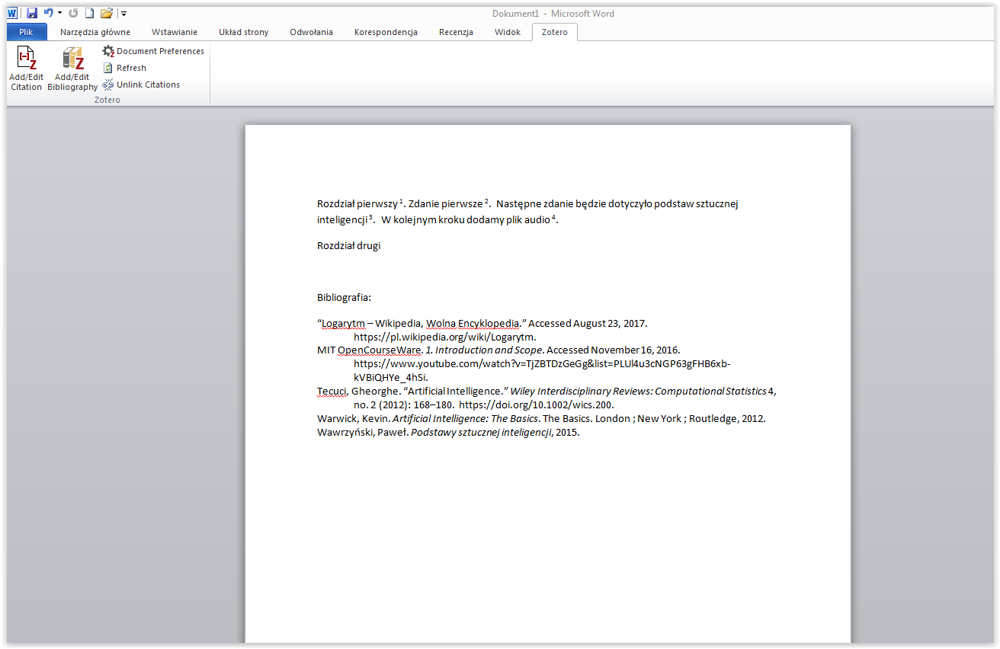 Dokument1 - Microsoft Word
Plik Narzędzia główne Wstawianie Układ strony Odwołania Korespondencja Recenzja Widok Zotero
Add/Edit Citation
Add/Edit Bibliography
Document Preferences
Refresh
Unlink Citations
Zotero
Rozdział pierwszy 1. Zdanie pierwsze 2. Następne zdanie będzie dotyczyło podstaw sztucznej
inteligencji 3. W kolejnym kroku dodamy plik audio 4.
Rozdział drugi
Bibliografia:
“Logarytm – Wikipedia, Wolna Encyklopedia.” Accessed August 23, 2017.
https://pl.wikipedia.org/wiki/Logarytm.
MIT OpenCourseWare. 1. Introduction and Scope. Accessed November 16, 2016.
https://www.youtube.com/watch?v=TjZBTDzGeGg&list=PLUl4u3cNGP63gFHB6xb-
kVBiQHYe_4hSi.
Tecuci, Gheorghe. “Artificial Intelligence.” Wiley Interdisciplinary Reviews: Computational Statistics 4,
no. 2 (2012): 168–180. https://doi.org/10.1002/wics.200.
Warwick, Kevin. Artificial Intelligence: The Basics. The Basics. London ; New York ; Routledge, 2012.
Wawrzyński, Paweł. Podstawy sztucznej inteligencji, 2015.